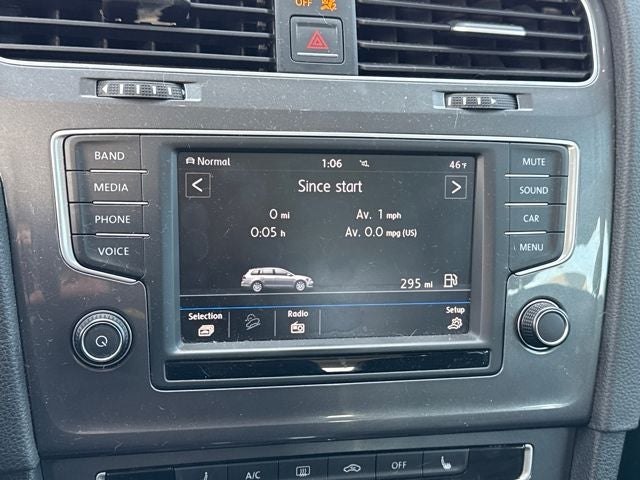 OFF
BAND
MEDIA
PHONE
VOICE
Normal 1:06 46°F
Since start
0 mi Av. 1 mph
0:05 h Av. 0.0 mpg (US)
295 mi
Selection Radio Setup
MUTE
SOUND
CAR
MENU
A/C OFF